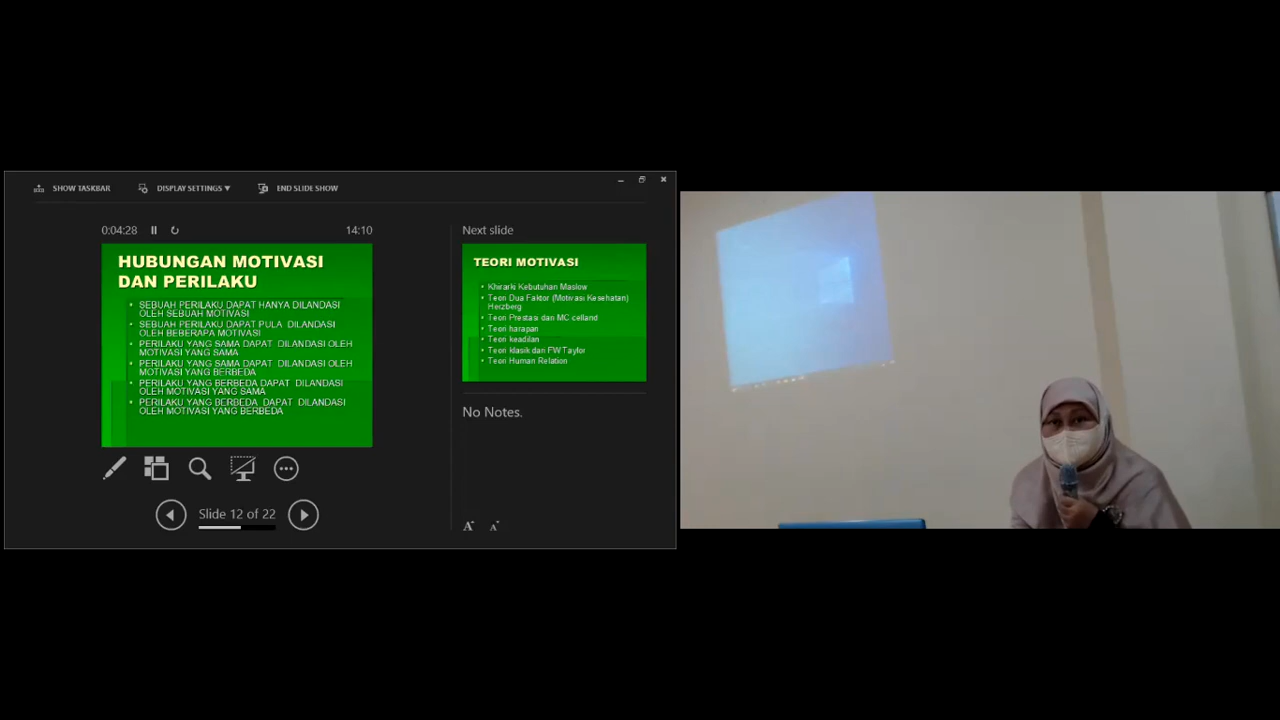 SHOW TASKBAR
DISPLAY SETTINGS ▼
END SLIDE SHOW
0:04:28
14:10
HUBUNGAN MOTIVASI
DAN PERILAKU
• SEBUAH PERILAKU DAPAT HANYA DILANDASI
OLEH SEBUAH MOTIVASI
• SEBUAH PERILAKU DAPAT PULA DILANDASI
OLEH BEBERAPA MOTIVASI
• PERILAKU YANG SAMA DAPAT DILANDASI OLEH
MOTIVASI YANG SAMA
• PERILAKU YANG SAMA DAPAT DILANDASI OLEH
MOTIVASI YANG BERBEDA
• PERILAKU YANG BERBEDA DAPAT DILANDASI
OLEH MOTIVASI YANG SAMA
• PERILAKU YANG BERBEDA DAPAT DILANDASI
OLEH MOTIVASI YANG BERBEDA
Slide 12 of 22
Next slide
TEORI MOTIVASI
• Khirarki Kebutuhan Maslow
• Teori Dua Faktor (Motivasi Kesehatan)
Heizberg
• Teori Prestasi dari MC celland
• Teori harapan
• Teori keadilan
• Teori klasik dari FW Taylor
• Teori Human Relation
No Notes.
A A